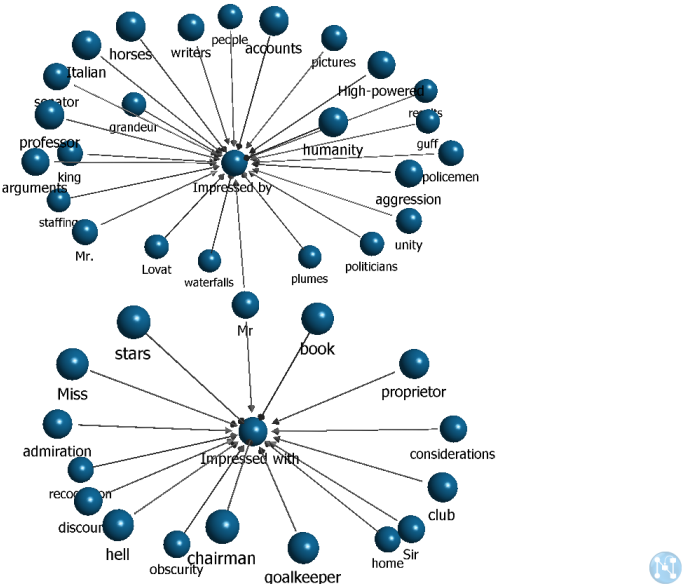 people
horses
writers
accounts
Italian
pictures
senator
High-powered
grandeur
results
professor
humanity
guff
king
arguments
Impressed by
policemen
aggression
staffing
Mr.
unity
Lovat
waterfalls
plumes
politicians
Mr
stars
book
Miss
proprietor
admiration
Impressed with
considerations
recognition
discount
club
hell
chairman
obscurity
goalkeeper
home
Sir